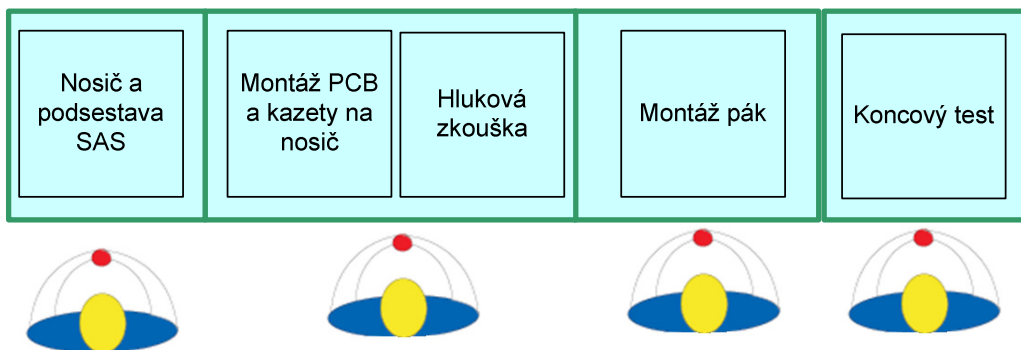 Nosič a
podsestava
SAS
Montáž PCB
a kazety na
nosič
Hluková
zkouška
Montáž pák
Koncový test